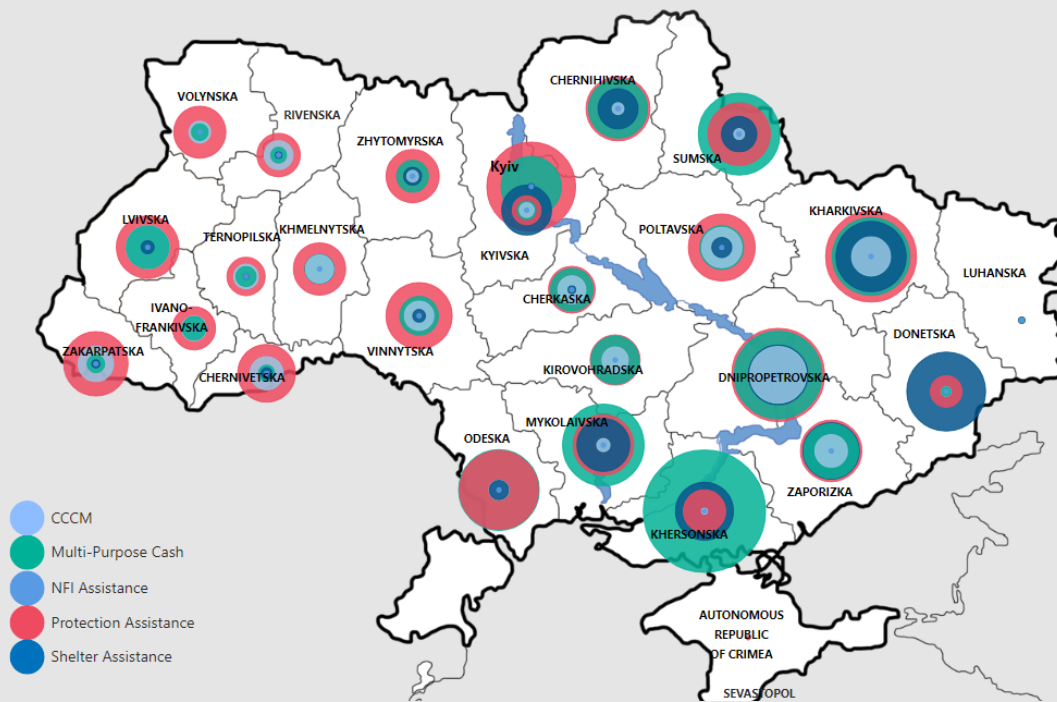 CHERNIHIVSKA
VOLYNSKA
RIVENSKA
ZHYTOMYRSKA
SUMSKA
Kyiv
LVIVSKA
TERNOPILSKA
KHMELNYTSKA
KYIVSKA
POLTAVSKA
KHARKIVSKA
LUHANSKA
IVANO-
FRANKIVSKA
CHERKASKA
DONETSKA
ZAKARPATSKA
CHERNIVETSKA
VINNYTSKA
KIROVOHRADSKA
DNIPROPETROVSKA
ODESKA
MYKOLAIVSKA
ZAPORIZKA
KHERSONSKA
CCCM
Multi-Purpose Cash
NFI Assistance
Protection Assistance
Shelter Assistance
AUTONOMOUS
REPUBLIC
OF CRIMEA
SEVASTOPOL